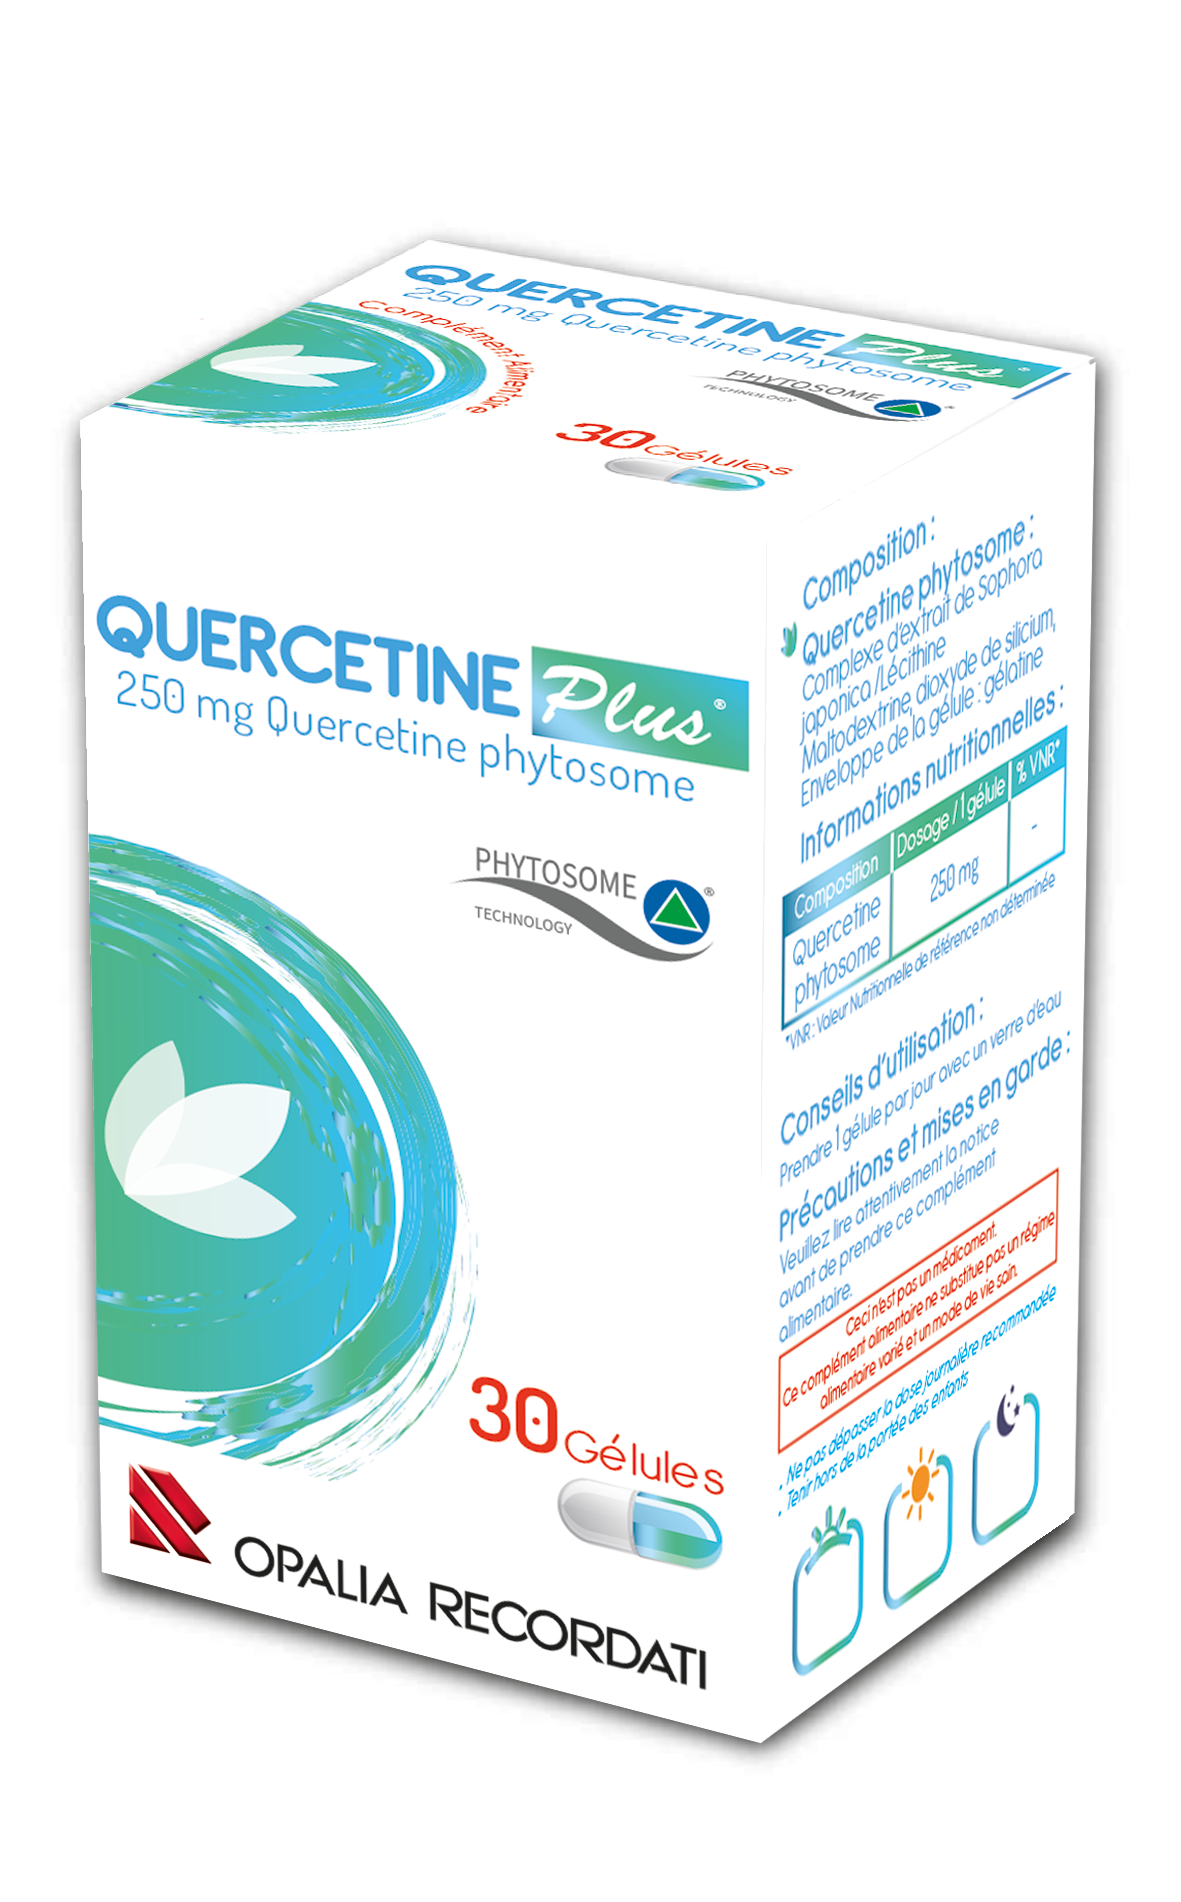 QUERCETINE Plus®
250 mg Quercetine phytosome
Complément Alimentaire
PHYTOSOME ®
TECHNOLOGY
30 Gélules
QUERCETINE Plus®
250 mg Quercetine phytosome
PHYTOSOME ®
TECHNOLOGY
30 Gélules
OPALIA RECORDATI
Composition :
Quercetine phytosome :
Complexe d'extrait de Sophora
japonica /Lécithine
Maltodextrine, dioxyde de silicium,
Enveloppe de la gélule : gélatine
Informations nutritionnelles :
Composition Dosage / 1 gélule % VNR*
Quercetine 250 mg -
phytosome
*VNR : Valeur Nutritionnelle de référence non déterminée
Conseils d'utilisation :
Prendre 1 gélule par jour avec un verre d'eau
Précautions et mises en garde :
Veuillez lire attentivement la notice
avant de prendre ce complément
alimentaire.
Ceci n'est pas un médicament.
Ce complément alimentaire ne substitue pas un régime
alimentaire varié et un mode de vie sain.
- Ne pas dépasser la dose journalière recommandée
- Tenir hors de la portée des enfants